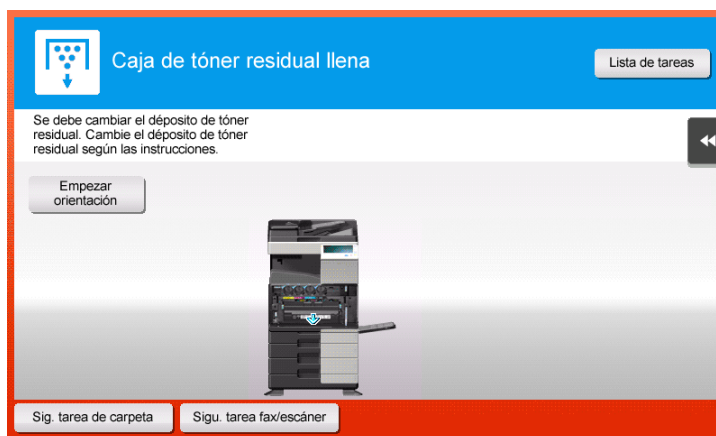 Caja de tóner residual llena
Lista de tareas
Se debe cambiar el déposito de tóner
residual. Cambie el déposito de tóner
residual según las instrucciones.
Empezar
orientación
Sig. tarea de carpeta
Sigu. tarea fax/escáner